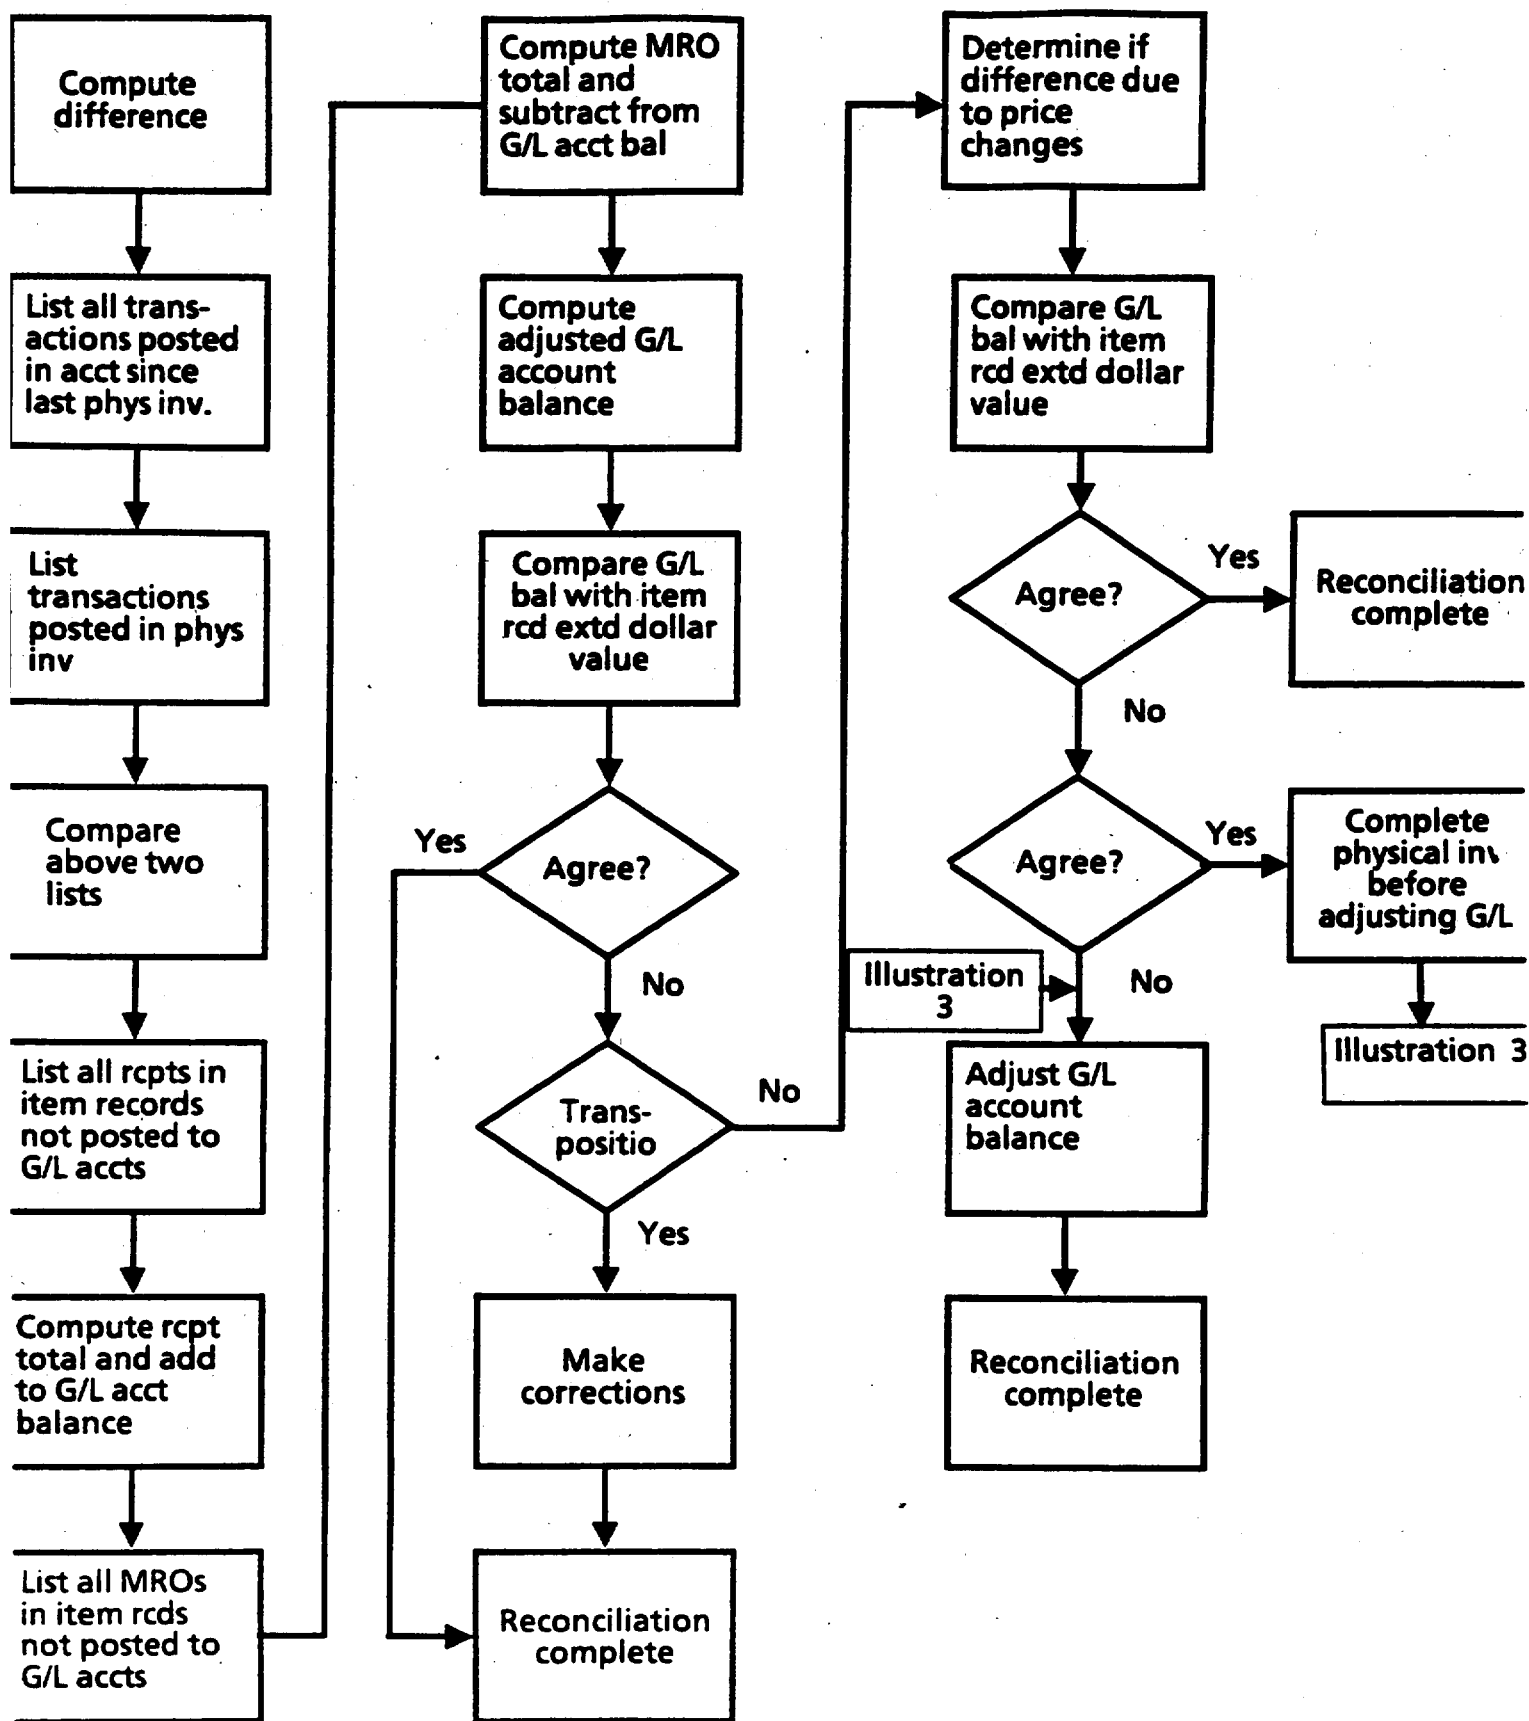 Compute
difference
List all trans-
actions posted
in acct since
last phys inv.
List
transactions
posted in phys
inv
Compare
above two
lists
List all rcpts in
item records
not posted to
G/L accts
Compute rcpt
total and add
to G/L acct
balance
List all MROs
in item rcds
not posted to
G/L accts
Compute MRO
total and
subtract from
G/L acct bal
Compute
adjusted G/L
account
balance
Compare G/L
bal with item
rcd extd dollar
value
Yes
Agree?
No
Trans-
positio
No
Yes
Make
corrections
Reconciliation
complete
Determine if
difference due
to price
changes
Compare G/L
bal with item
rcd extd dollar
value
Agree?
Yes
Reconciliation
complete
No
Agree?
Yes
Complete
physical inv
before
adjusting G/L
Illustration 3
No
Illustration
3
Adjust G/L
account
balance
Reconciliation
complete